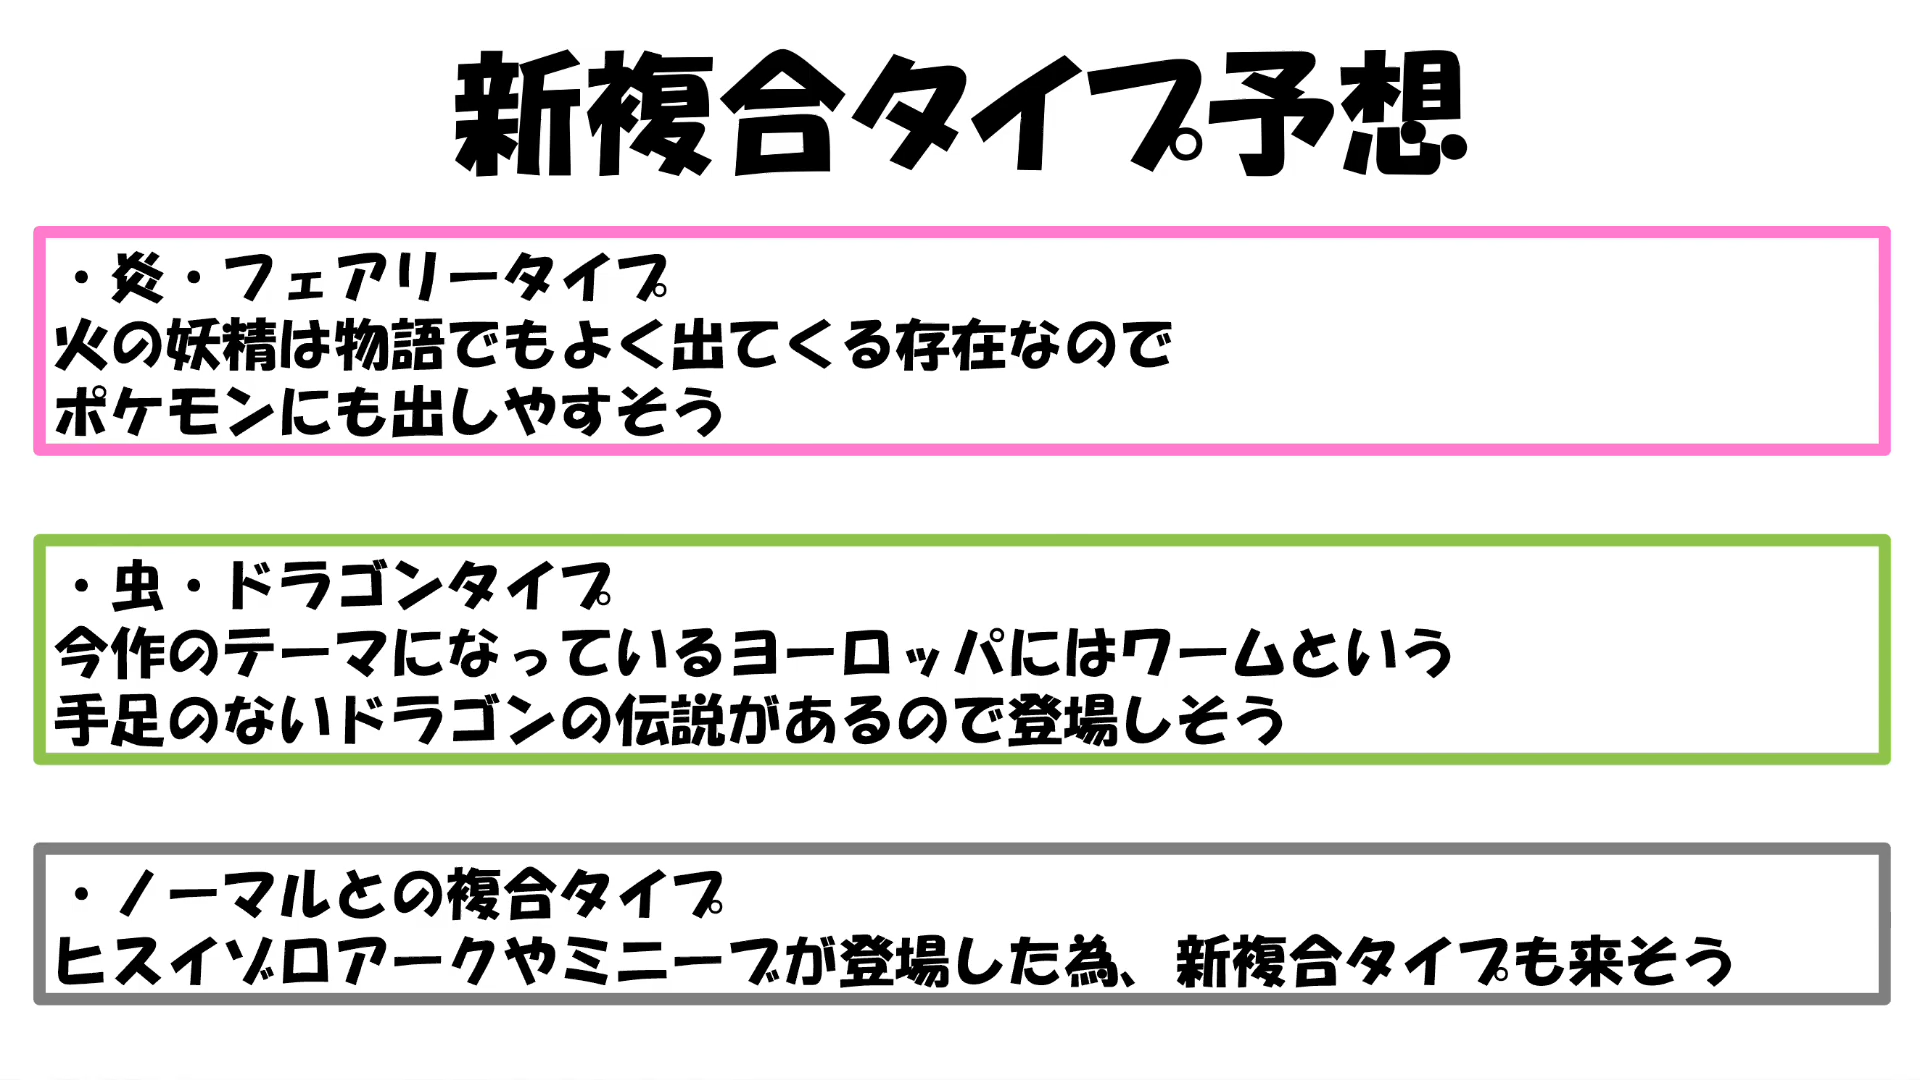 新複合タイプ予想
・炎・フェアリータイプ
火の妖精は物語でもよく出てくる存在なので
ポケモンにも出しやすそう
・虫・ドラゴンタイプ
今作のテーマになっているヨーロッパにはワームという
手足のないドラゴンの伝説があるので登場しそう
・ノーマルとの複合タイプ
ヒスイゾロアークやミニーブが登場した為、新複合タイプも来そう